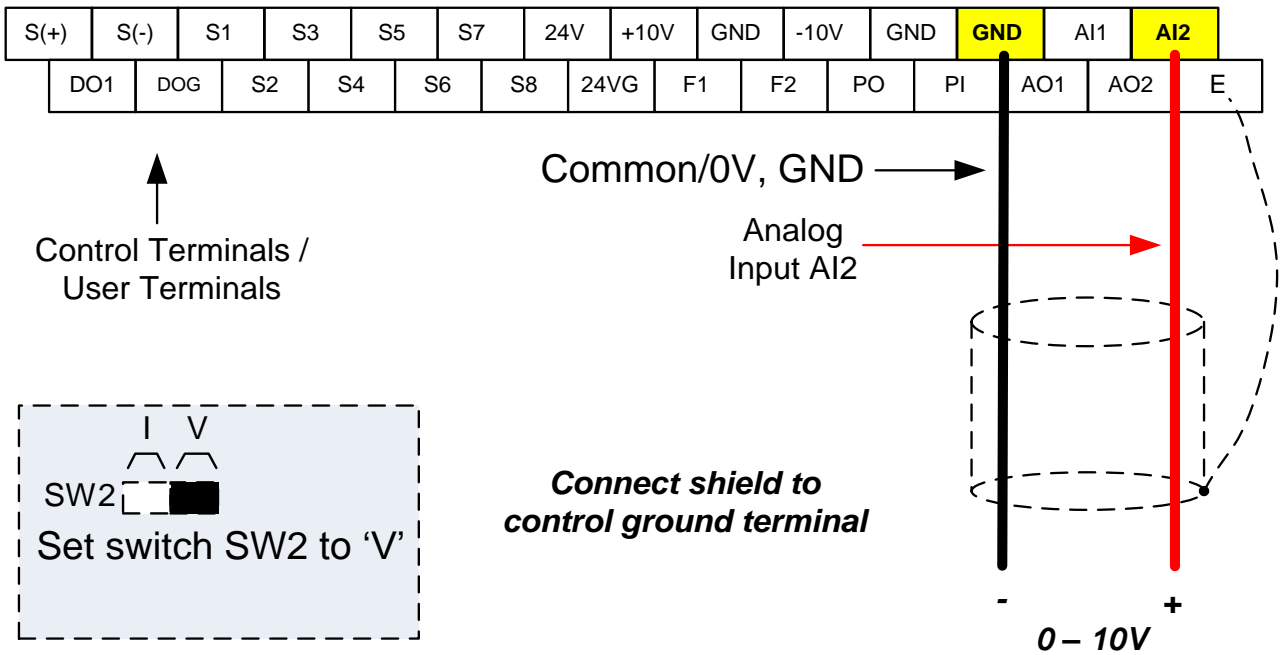 S(+) S(-) S1 S3 S5 S7 24V +10V GND -10V GND GND AI1 AI2
DO1 DOG S2 S4 S6 S8 24VG F1 F2 PO PI AO1 AO2 E
Common/0V, GND
Control Terminals /
User Terminals
Analog
Input AI2
I V
SW2
Set switch SW2 to ‘V’
Connect shield to
control ground terminal
- +
0 – 10V